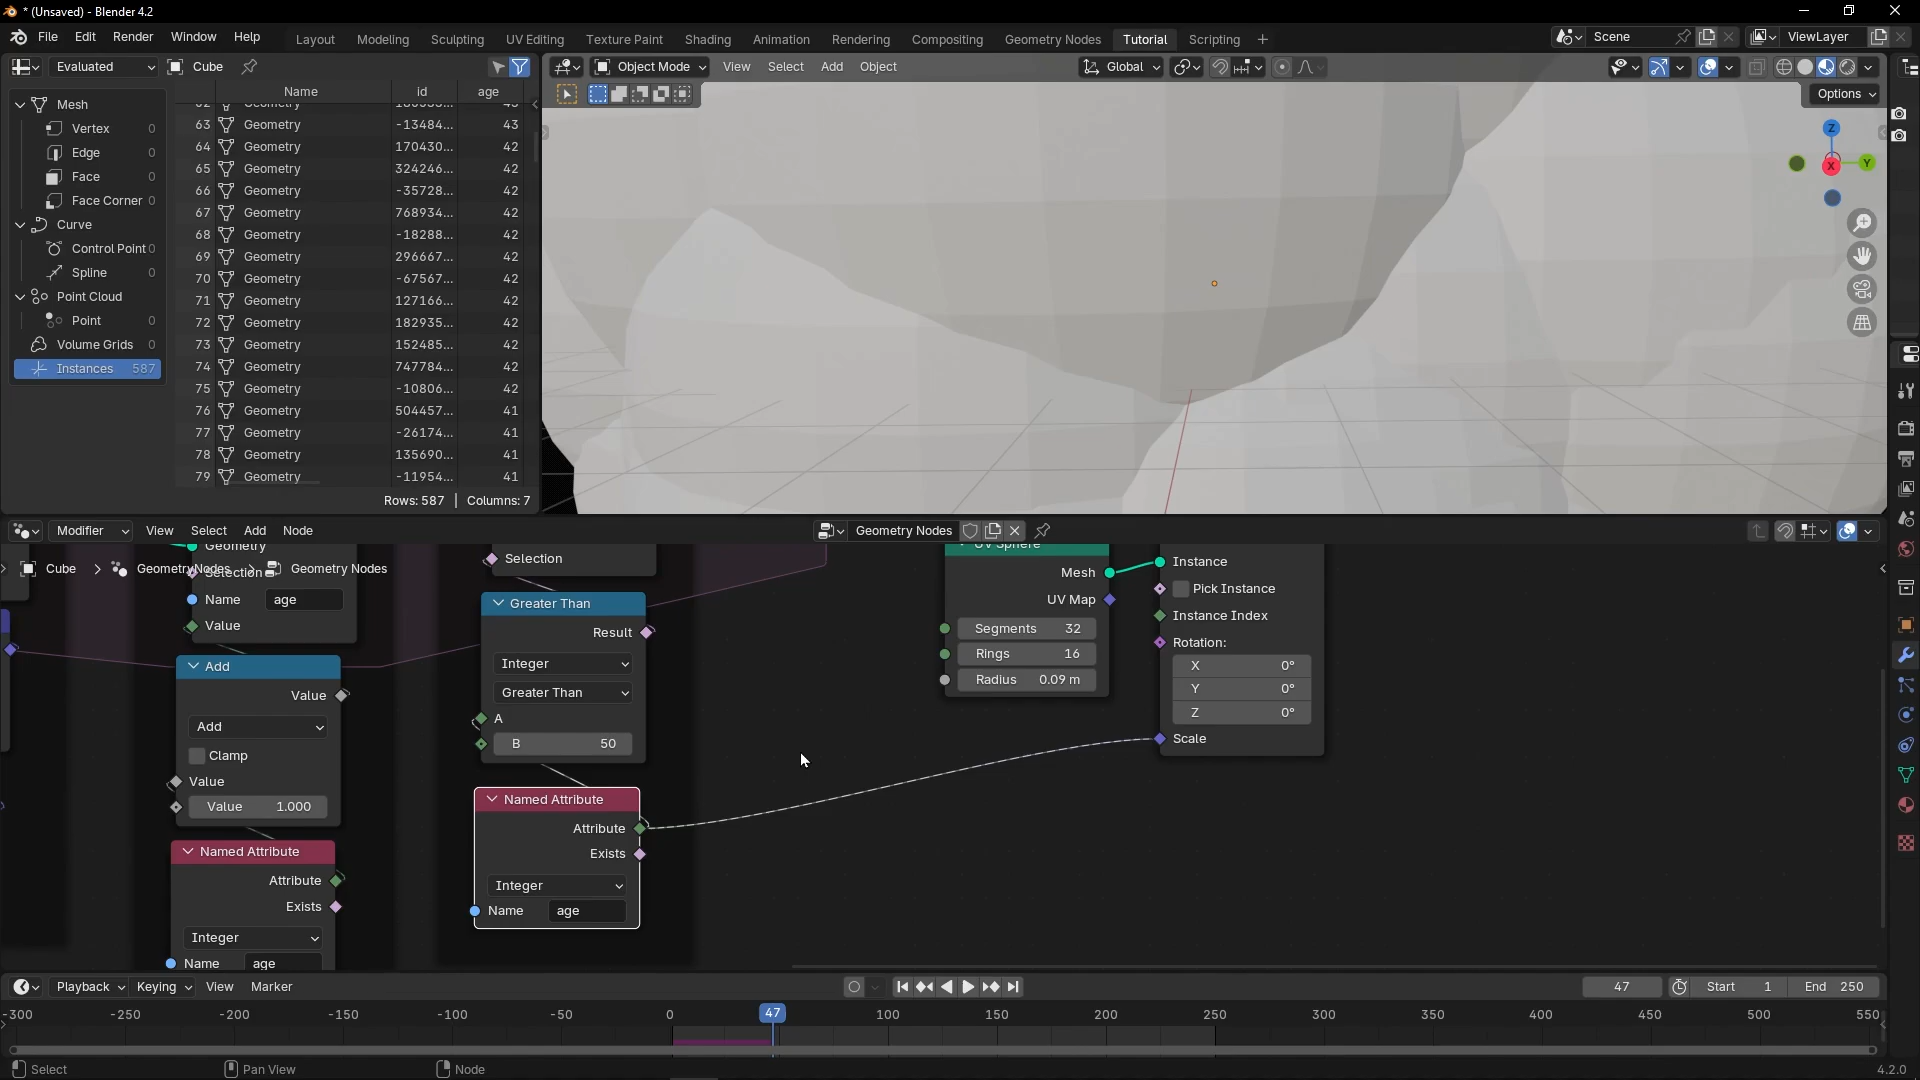 * (Unsaved) - Blender 4.2
File Edit Render Window Help Layout Modeling Sculpting UV Editing Texture Paint Shading Animation Rendering Compositing Geometry Nodes Tutorial Scripting + Scene ViewLayer
Evaluated Cube
Object Mode View Select Add Object Global
Options
Name id age
Mesh
Vertex 0
Edge 0
Face 0
Face Corner 0
Curve
Control Point 0
Spline 0
Point Cloud
Point 0
Volume Grids 0
Instances 587
63 Geometry -13484... 43
64 Geometry 170430... 42
65 Geometry 324246... 42
66 Geometry -35728... 42
67 Geometry 768934... 42
68 Geometry -18288... 42
69 Geometry 296667... 42
70 Geometry -67567... 42
71 Geometry 127166... 42
72 Geometry 182935... 42
73 Geometry 152485... 42
74 Geometry 747784... 42
75 Geometry -10806... 42
76 Geometry 504457... 41
77 Geometry -26174... 41
78 Geometry 135690... 41
79 Geometry -11954... 41
Rows: 587 | Columns: 7
Z
Y
X
Modifier View Select Add Node Geometry Nodes
Cube > GeometryNodes > Geometry Nodes
Geometry
Selection
Name age
Value
Add
Value
Add
Clamp
Value
Value 1.000
Named Attribute
Attribute
Exists
Integer
Name age
Selection
Greater Than
Result
Integer
Greater Than
A
B 50
Named Attribute
Attribute
Exists
Integer
Name age
UV Sphere
Mesh
UV Map
Segments 32
Rings 16
Radius 0.09 m
Instance
Pick Instance
Instance Index
Rotation:
X 0°
Y 0°
Z 0°
Scale
Playback Keying View Marker 47 Start 1 End 250
-300 -250 -200 -150 -100 -50 0 47 100 150 200 250 300 350 400 450 500 550
Select Pan View Node 4.2.0